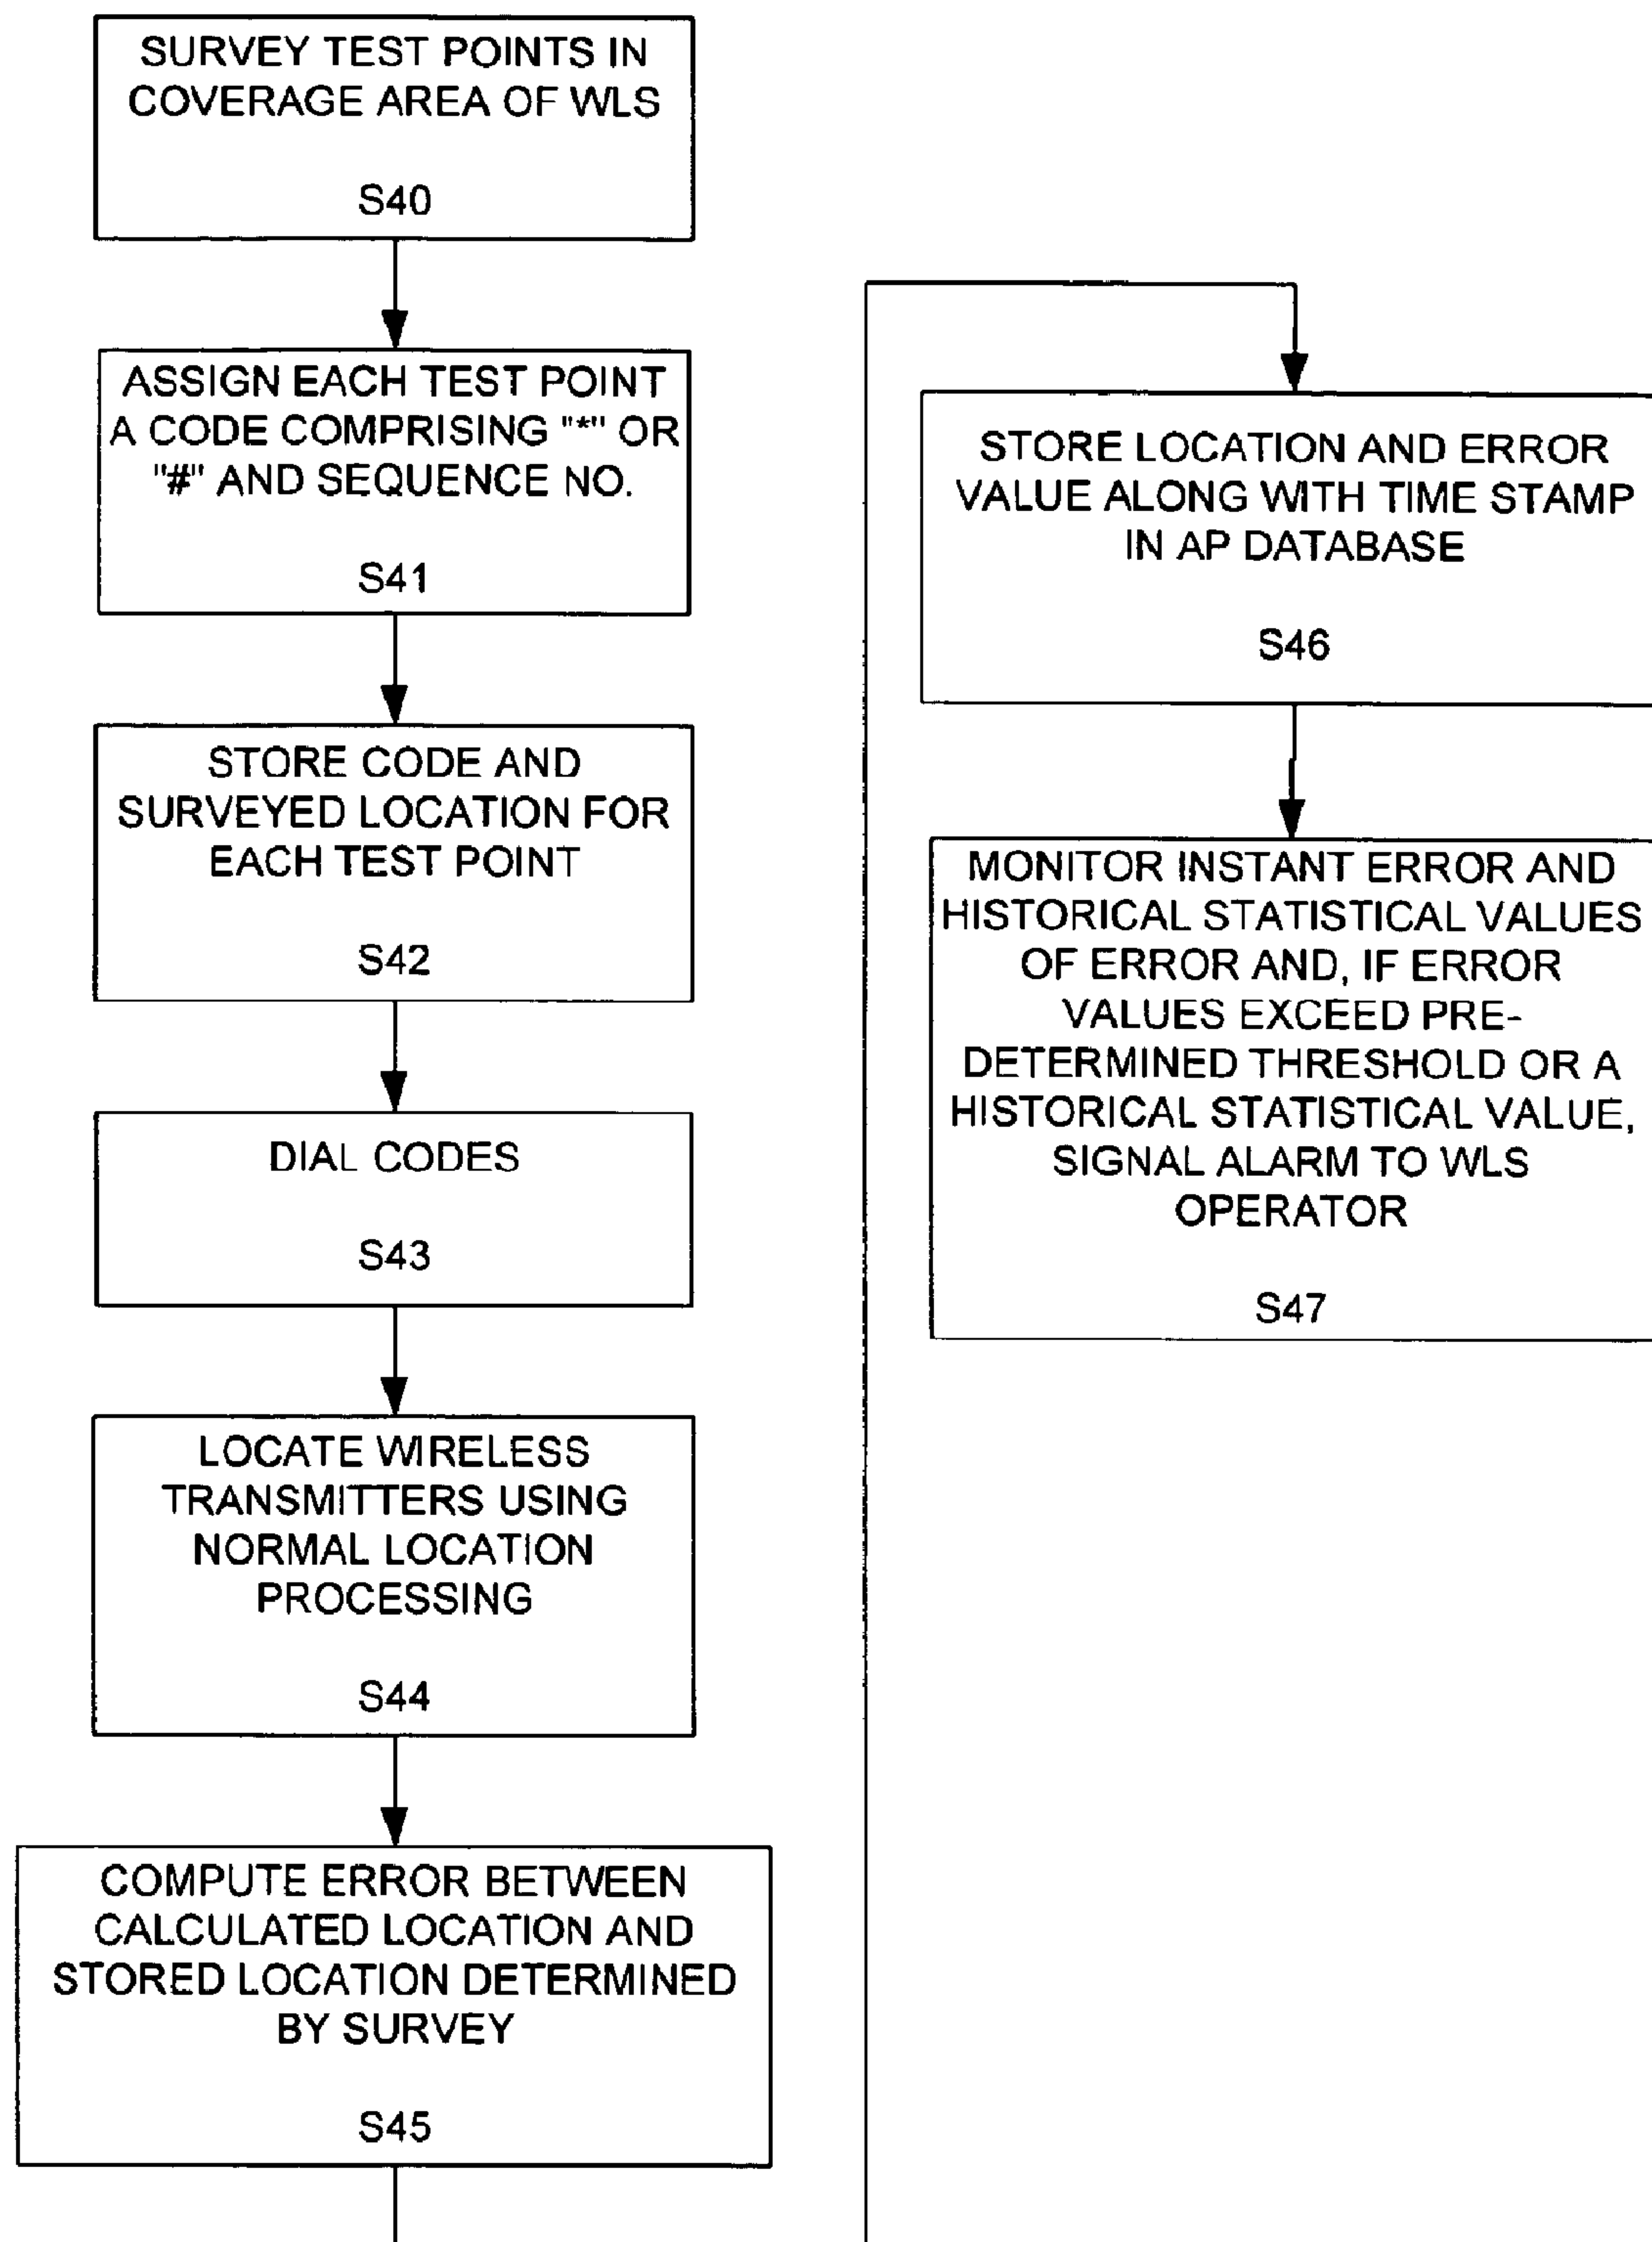 SURVEY TEST POINTS IN
COVERAGE AREA OF WLS
S40
ASSIGN EACH TEST POINT
A CODE COMPRISING "*" OR
"#" AND SEQUENCE NO.
S41
STORE CODE AND
SURVEYED LOCATION FOR
EACH TEST POINT
S42
DIAL CODES
S43
LOCATE WIRELESS
TRANSMITTERS USING
NORMAL LOCATION
PROCESSING
S44
COMPUTE ERROR BETWEEN
CALCULATED LOCATION AND
STORED LOCATION DETERMINED
BY SURVEY
S45
STORE LOCATION AND ERROR
VALUE ALONG WITH TIME STAMP
IN AP DATABASE
S46
MONITOR INSTANT ERROR AND
HISTORICAL STATISTICAL VALUES
OF ERROR AND, IF ERROR
VALUES EXCEED PRE-
DETERMINED THRESHOLD OR A
HISTORICAL STATISTICAL VALUE,
SIGNAL ALARM TO WLS
OPERATOR
S47